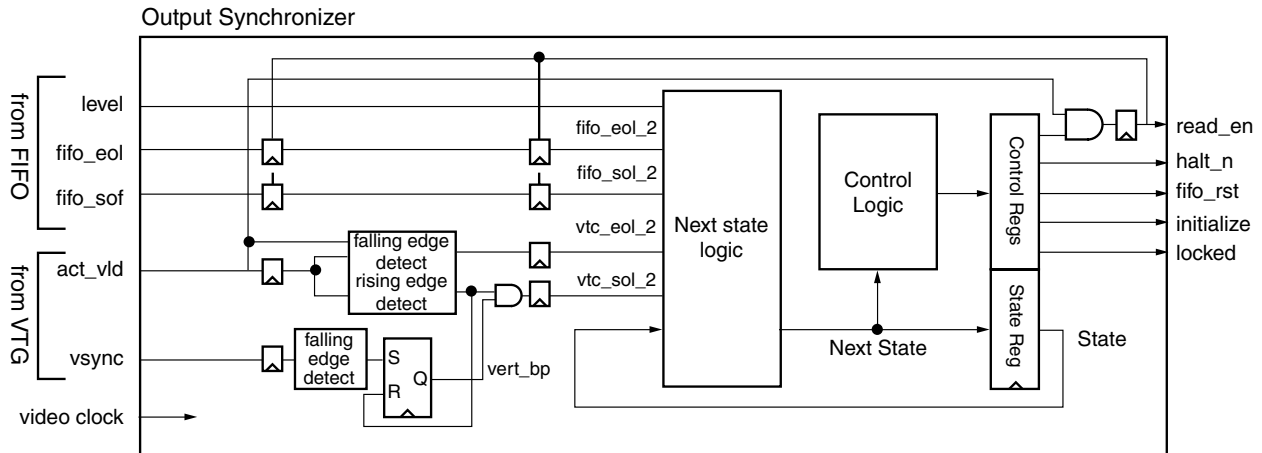 Output Synchronizer
from FIFO
level
fifo_eol
fifo_sof
from VTG
act_vld
vsync
video clock
falling edge
detect
rising edge
detect
falling
edge
detect
S
R
Q
vert_bp
fifo_eol_2
fifo_sol_2
vtc_eol_2
vtc_sol_2
Next state
logic
Control
Logic
Next State
Control Regs
State Reg
State
read_en
halt_n
fifo_rst
initialize
locked